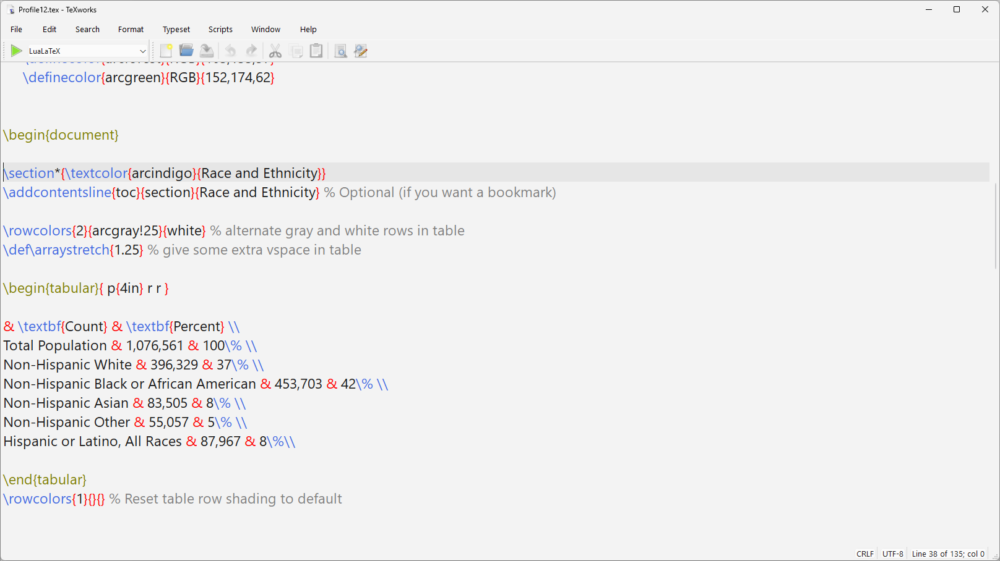 Profile12.tex - TeXworks
File Edit Search Format Typeset Scripts Window Help
LuaLaTeX
\definecolor{arcgreen}{RGB}{152,174,62}
\begin{document}
\section*{\textcolor{arcindigo}{Race and Ethnicity}}
\addcontentsline{toc}{section}{Race and Ethnicity} % Optional (if you want a bookmark)
\rowcolors{2}{arcgray!25}{white} % alternate gray and white rows in table
\def\arraystretch{1.25} % give some extra vspace in table
\begin{tabular}{ p{4in} r r }
& \textbf{Count} & \textbf{Percent} \\
Total Population & 1,076,561 & 100\% \\
Non-Hispanic White & 396,329 & 37\% \\
Non-Hispanic Black or African American & 453,703 & 42\% \\
Non-Hispanic Asian & 83,505 & 8\% \\
Non-Hispanic Other & 55,057 & 5\% \\
Hispanic or Latino, All Races & 87,967 & 8\%\\
\end{tabular}
\rowcolors{1}{}{} % Reset table row shading to default
CRLF UTF-8 Line 38 of 135; col 0